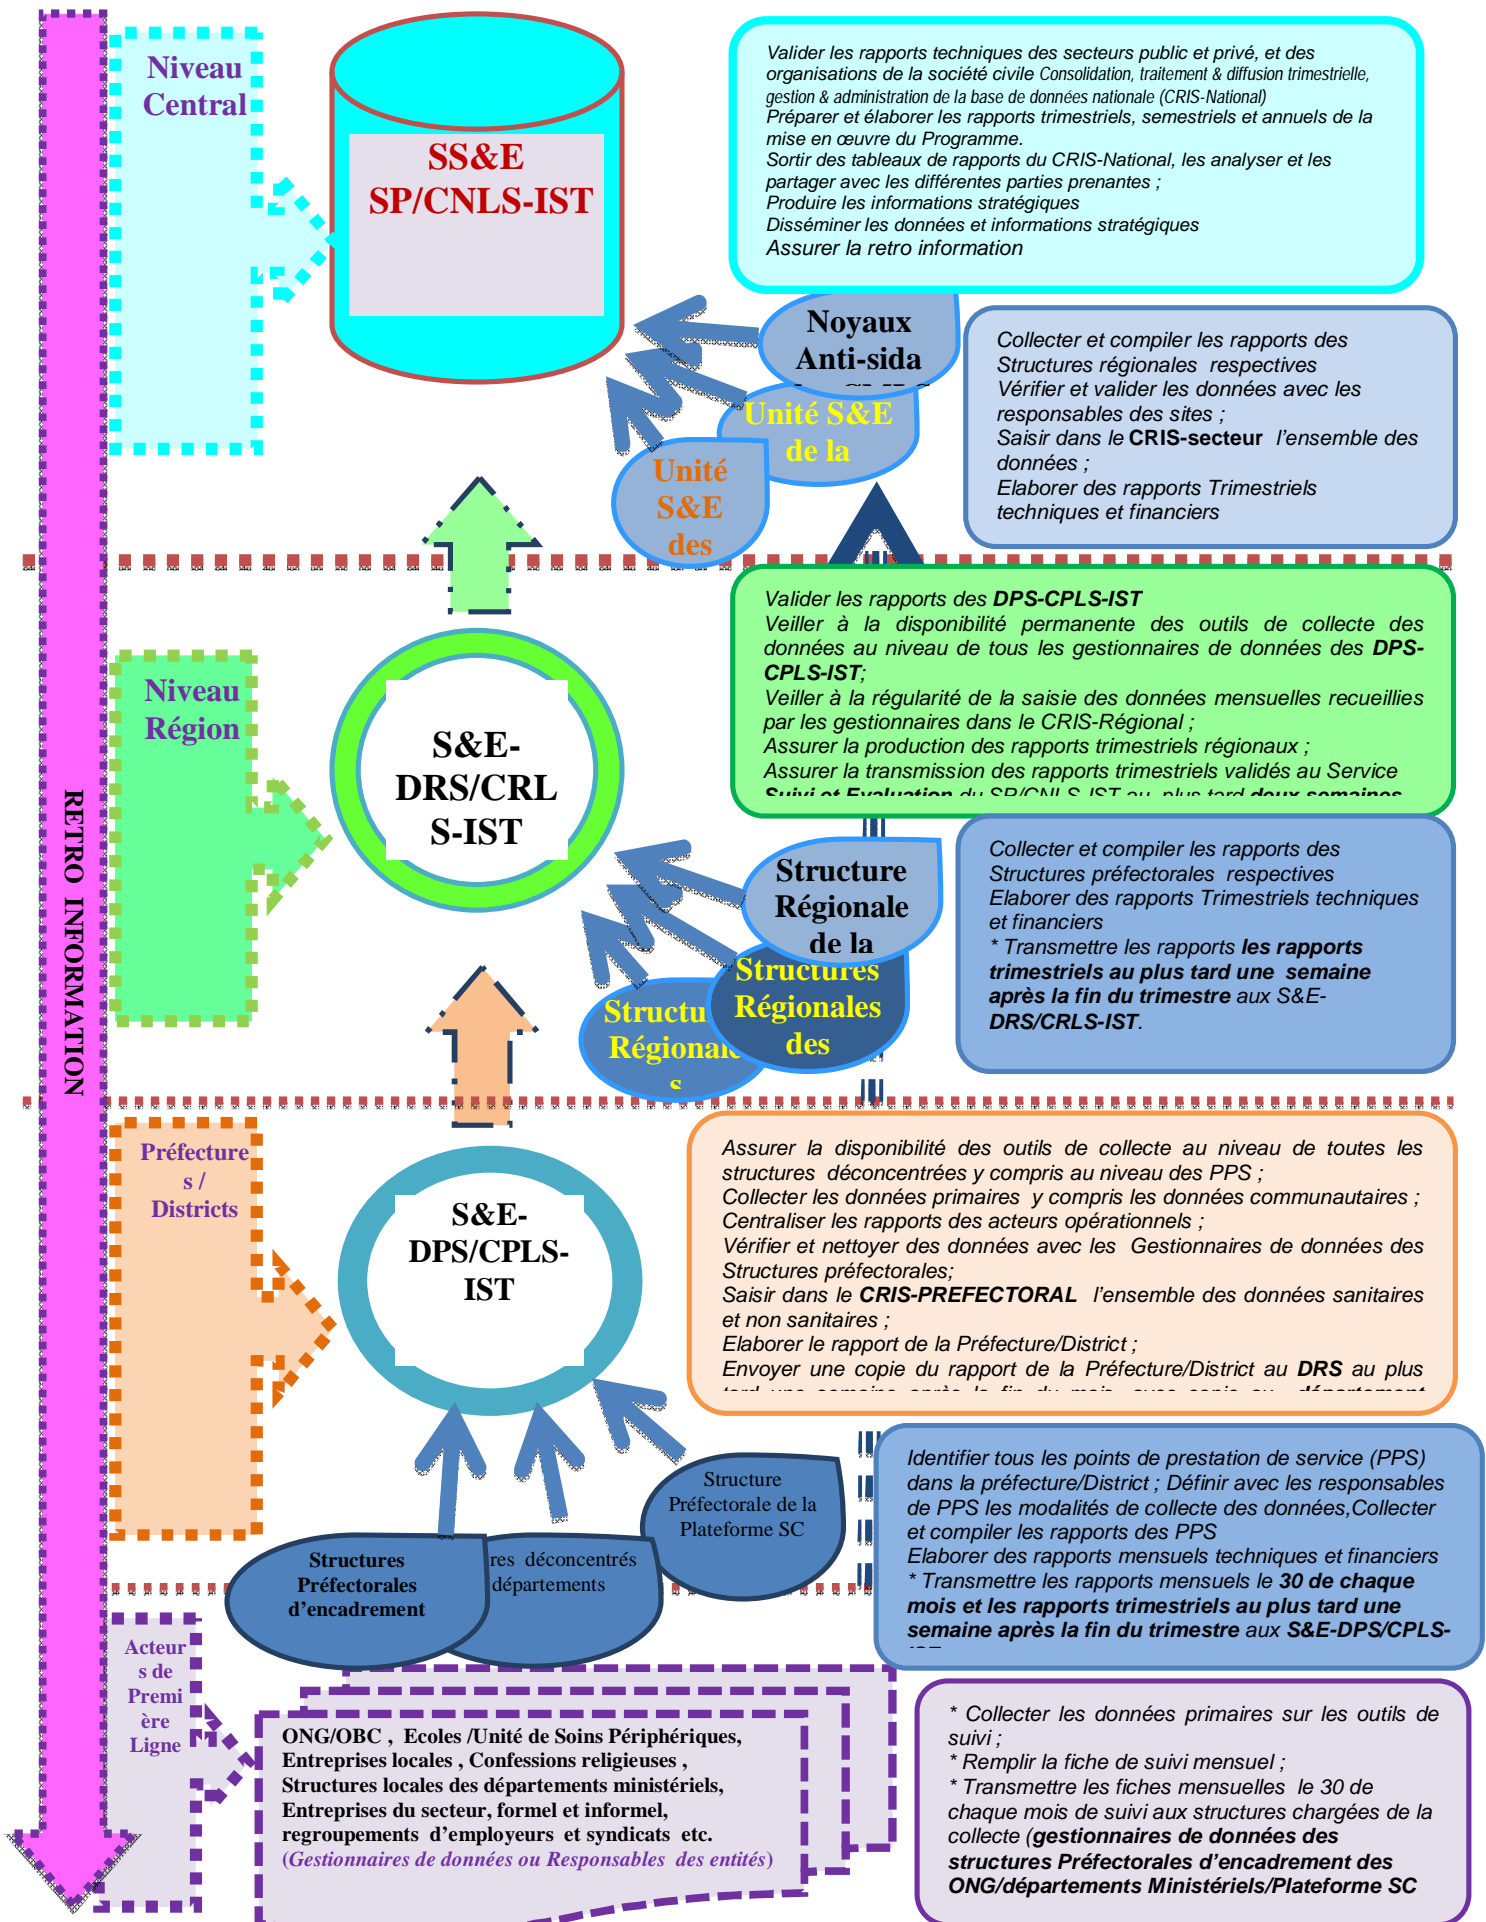 Niveau
Central
SS&E
SP/CNLS-IST
Valider les rapports techniques des secteurs public et privé, et des
organisations de la société civile Consolidation, traitement & diffusion trimestrielle,
gestion & administration de la base de données nationale (CRIS-National)
Préparer et élaborer les rapports trimestriels, semestriels et annuels de la
mise en œuvre du Programme.
Sortir des tableaux de rapports du CRIS-National, les analyser et les
partager avec les différentes parties prenantes ;
Produire les informations stratégiques
Disséminer les données et informations stratégiques
Assurer la retro information
Noyaux
Anti-sida
Unité S&E
de la
Unité
S&E
des
Collecter et compiler les rapports des
Structures régionales respectives
Vérifier et valider les données avec les
responsables des sites ;
Saisir dans le CRIS-secteur l'ensemble des
données ;
Elaborer des rapports Trimestriels
techniques et financiers
RETRO INFORMATION
Niveau
Région
S&E-
DRS/CRL
S-IST
Valider les rapports des DPS-CPLS-IST
Veiller à la disponibilité permanente des outils de collecte des
données au niveau de tous les gestionnaires de données des DPS-
CPLS-IST;
Veiller à la régularité de la saisie des données mensuelles recueillies
par les gestionnaires dans le CRIS-Régional ;
Assurer la production des rapports trimestriels régionaux ;
Assurer la transmission des rapports trimestriels validés au Service
Suivi et Evaluation du SP/CNLS-IST au plus tard deux semaines
Structure
Régionale
de la
Structures
Régionales
des
Structu
Régionale
s
Collecter et compiler les rapports des
Structures préfectorales respectives
Elaborer des rapports Trimestriels techniques
et financiers
* Transmettre les rapports les rapports
trimestriels au plus tard une semaine
après la fin du trimestre aux S&E-
DRS/CRLS-IST.
Préfecture
s /
Districts
S&E-
DPS/CPLS-
IST
Assurer la disponibilité des outils de collecte au niveau de toutes les
structures déconcentrées y compris au niveau des PPS ;
Collecter les données primaires y compris les données communautaires ;
Centraliser les rapports des acteurs opérationnels ;
Vérifier et nettoyer des données avec les Gestionnaires de données des
Structures préfectorales;
Saisir dans le CRIS-PREFECTORAL l'ensemble des données sanitaires
et non sanitaires ;
Elaborer le rapport de la Préfecture/District ;
Envoyer une copie du rapport de la Préfecture/District au DRS au plus
tard une semaine après la fin du mois avec copie au département
Structure
Préfectorale de la
Plateforme SC
res déconcentrés
départements
Structures
Préfectorales
d'encadrement
Identifier tous les points de prestation de service (PPS)
dans la préfecture/District ; Définir avec les responsables
de PPS les modalités de collecte des données,Collecter
et compiler les rapports des PPS
Elaborer des rapports mensuels techniques et financiers
* Transmettre les rapports mensuels le 30 de chaque
mois et les rapports trimestriels au plus tard une
semaine après la fin du trimestre aux S&E-DPS/CPLS-
Acteur
s de
Premi
ère
Ligne
ONG/OBC , Ecoles /Unité de Soins Périphériques,
Entreprises locales , Confessions religieuses ,
Structures locales des départements ministériels,
Entreprises du secteur, formel et informel,
regroupements d'employeurs et syndicats etc.
(Gestionnaires de données ou Responsables des entités)
* Collecter les données primaires sur les outils de
suivi ;
* Remplir la fiche de suivi mensuel ;
* Transmettre les fiches mensuelles le 30 de
chaque mois de suivi aux structures chargées de la
collecte (gestionnaires de données des
structures Préfectorales d'encadrement des
ONG/départements Ministériels/Plateforme SC